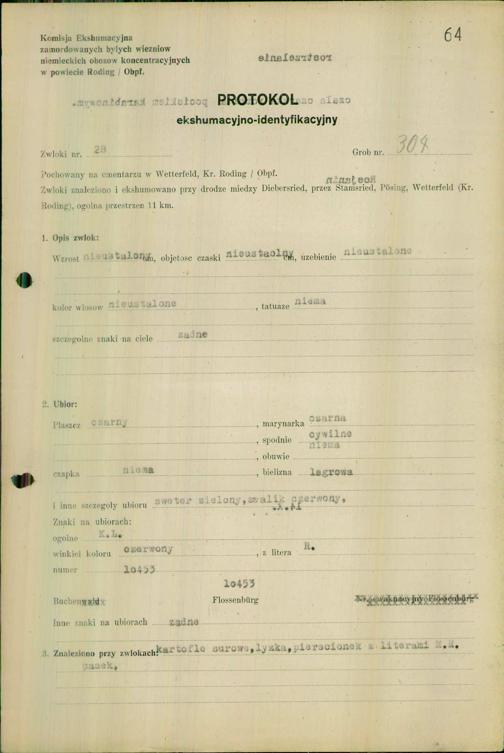 64
Komisja Ekshumacyjna
zamordowanych byłych wiezniow
niemieckich obozow koncentracyjnych
w powiecie Roding / Obpf.
PROTOKOL
ekshumacyjno-identyfikacyjny
Zwloki nr. 28 Grob nr. 304
Pochowany na cmentarzu w Wetterfeld, Kr. Roding / Obpf.
Zwloki znaleziono i ekshumowano przy drodze miedzy Diebersried, przez Stamsried, Pösing, Wetterfeld (Kr.
Roding), ogolna przestrzen 11 km.
1. Opis zwlok:
Wzrost nieustalony cm, objetosc czaski nieustaolny cm, uzebienie nieustalone
kolor wlosow nieustalone , tatuaze niema
szczegolne znaki na ciele zadne
2. Ubior:
Plaszcz czarny , marynarka czarna
, spodnie cywilne
, obuwie niema
czapka niema , bielizna lagrowa
i inne szczegoly ubioru sweter zielony,szalik czerwony,
Znaki na ubiorach:
ogolne K.L.
winkiel koloru czerwony , z litera R.
numer 10453
10453
Buchenwald Flossenbürg
Inne znaki na ubiorach zadne
3. Znaleziono przy zwlokach: kartofle surowe,lyzka,pierscionek z literami M.M.
pasek,